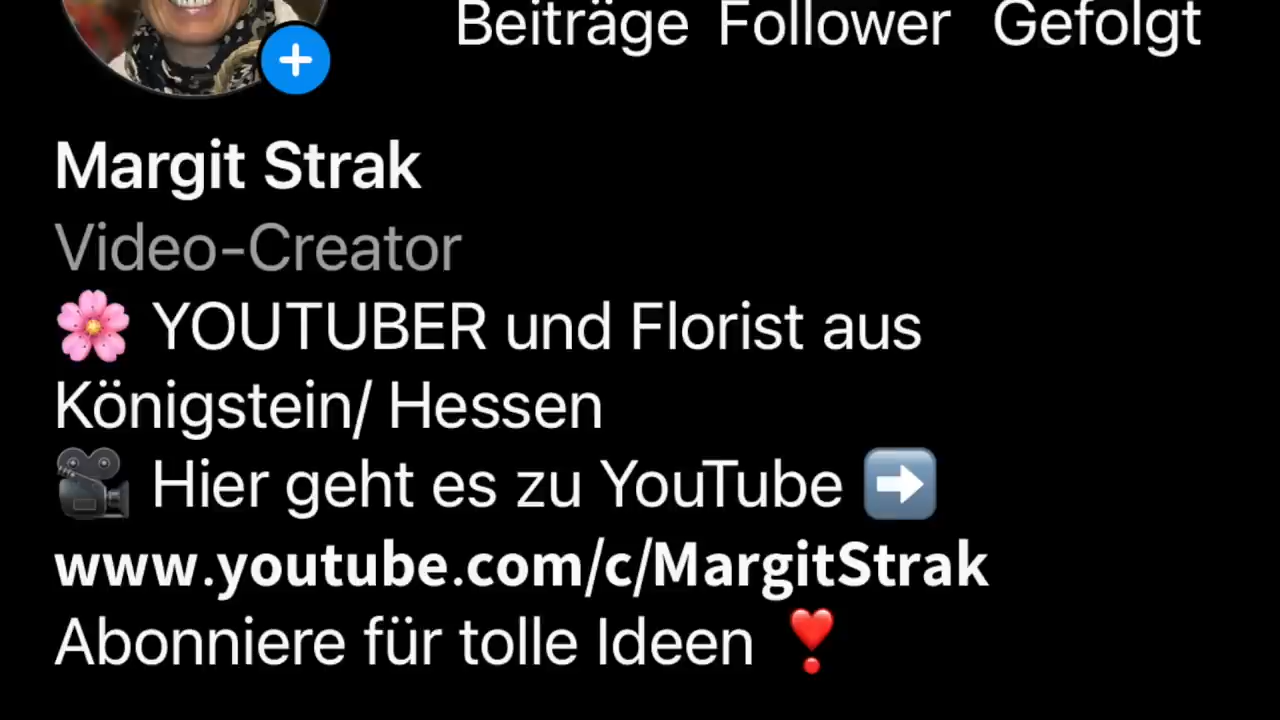 Beiträge Follower Gefolgt
Margit Strak
Video-Creator
🌸 YOUTUBER und Florist aus
Königstein/ Hessen
🎥 Hier geht es zu YouTube ➡️
www.youtube.com/c/MargitStrak
Abonniere für tolle Ideen ❣️